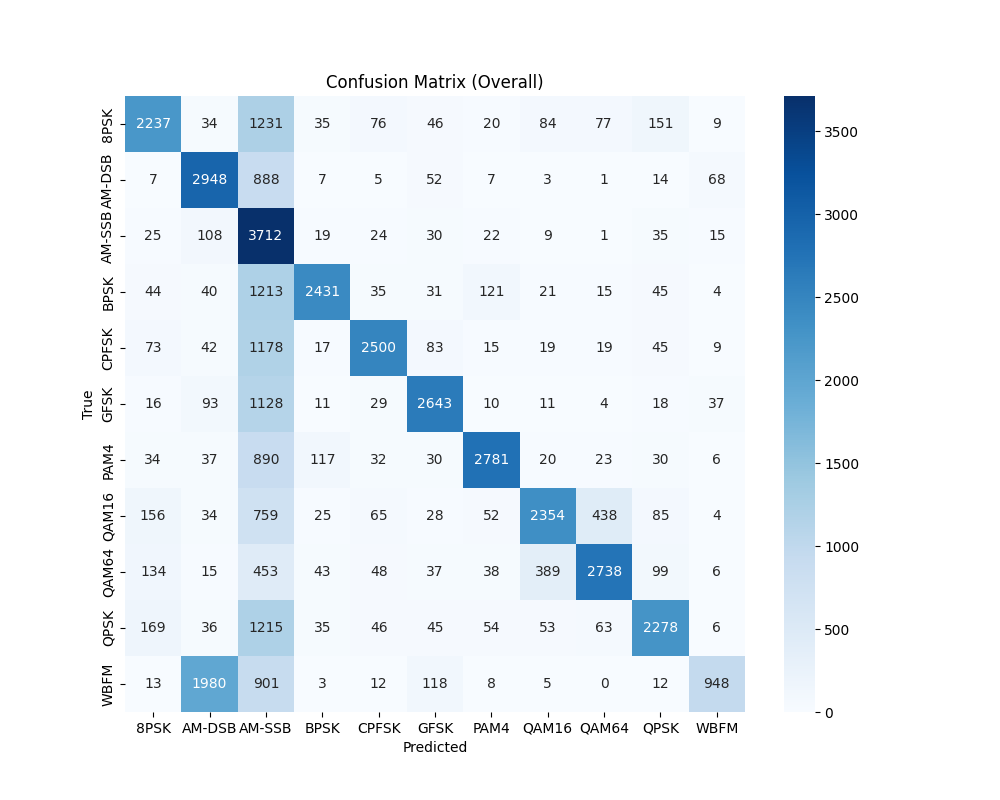 Confusion Matrix (Overall)
True
8PSK 2237 34 1231 35 76 46 20 84 77 151 9
AM-DSB 7 2948 888 7 5 52 7 3 1 14 68
AM-SSB 25 108 3712 19 24 30 22 9 1 35 15
BPSK 44 40 1213 2431 35 31 121 21 15 45 4
CPFSK 73 42 1178 17 2500 83 15 19 19 45 9
GFSK 16 93 1128 11 29 2643 10 11 4 18 37
PAM4 34 37 890 117 32 30 2781 20 23 30 6
QAM16 156 34 759 25 65 28 52 2354 438 85 4
QAM64 134 15 453 43 48 37 38 389 2738 99 6
QPSK 169 36 1215 35 46 45 54 53 63 2278 6
WBFM 13 1980 901 3 12 118 8 5 0 12 948
8PSK AM-DSB AM-SSB BPSK CPFSK GFSK PAM4 QAM16 QAM64 QPSK WBFM
Predicted
3500
3000
2500
2000
1500
1000
500
0